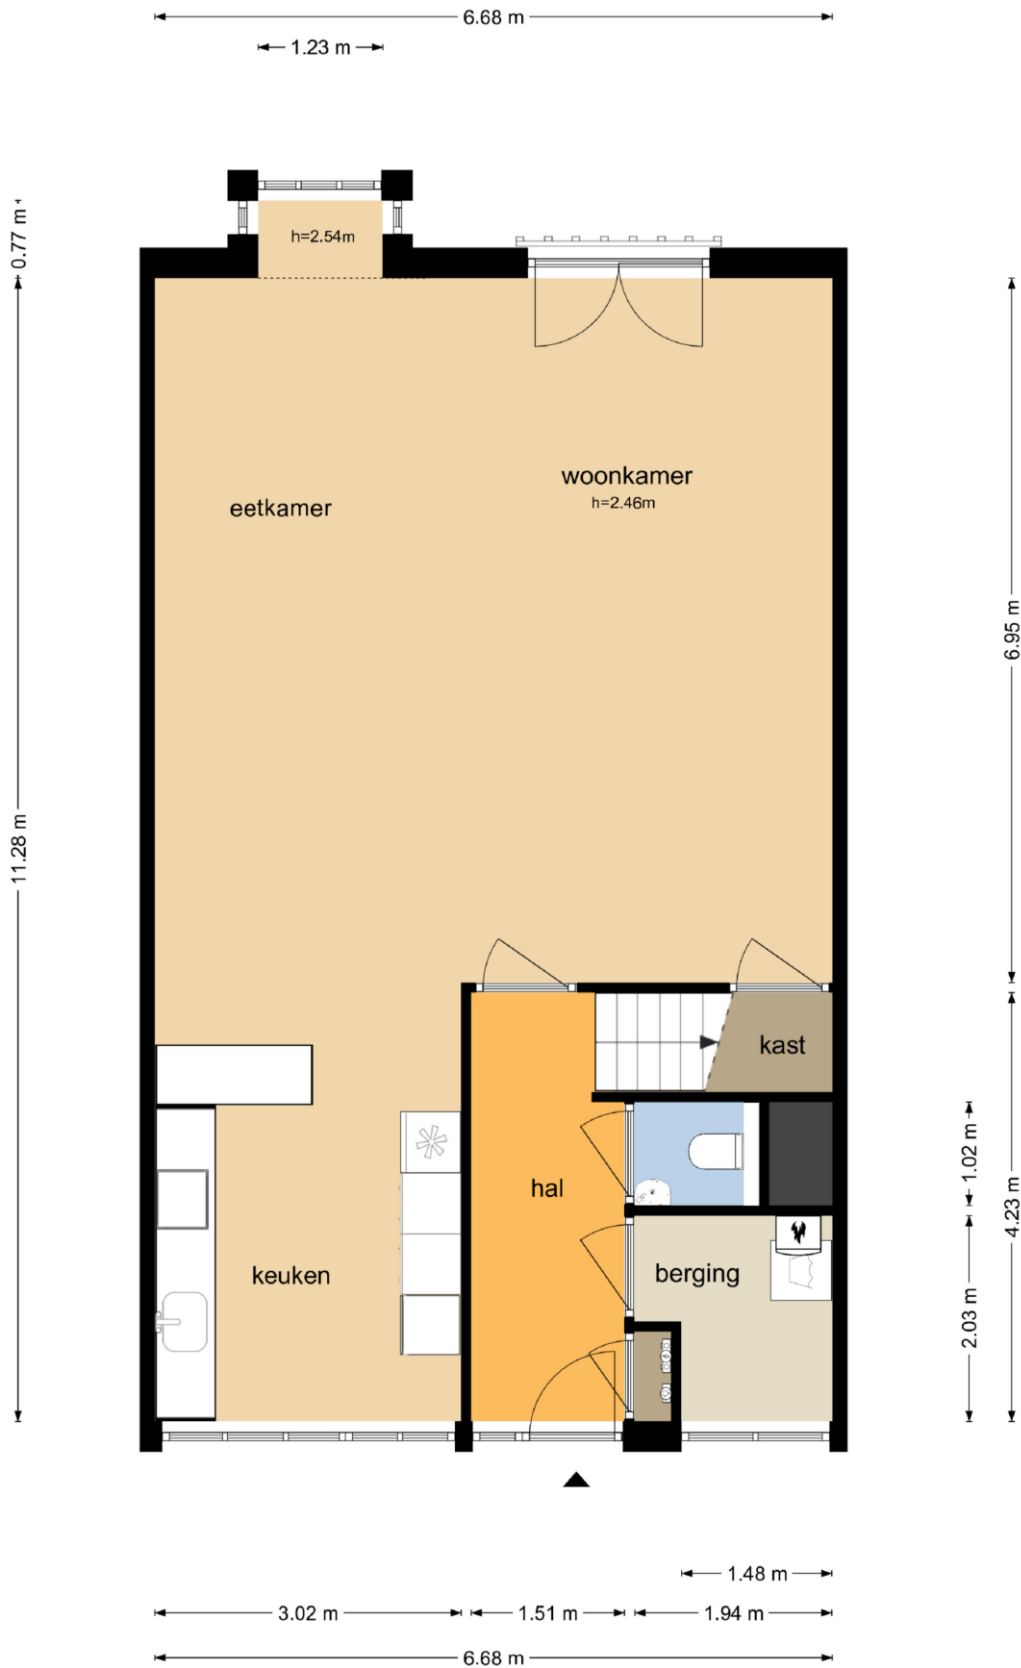 6.68 m
1.23 m
0.77 m
h=2.54m
woonkamer
h=2.46m
eetkamer
6.95 m
11.28 m
kast
1.02 m
hal
4.23 m
keuken
berging
2.03 m
1.48 m
3.02 m
1.51 m
1.94 m
6.68 m